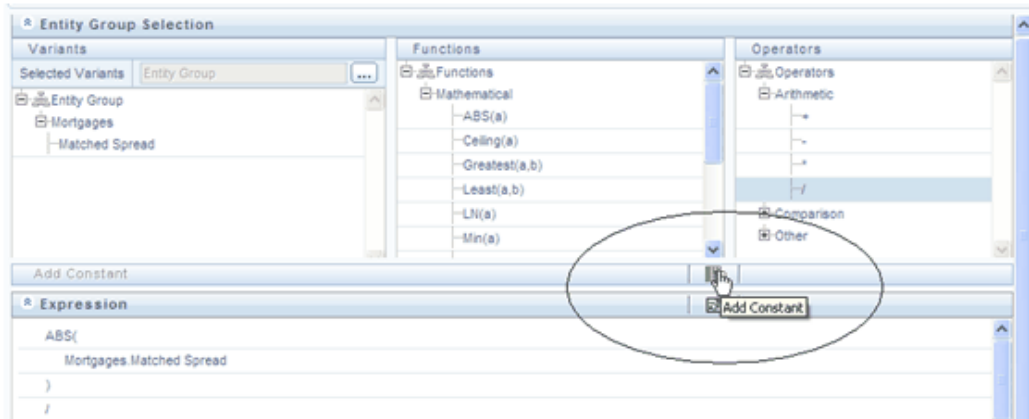 Entity Group Selection
Variants
Functions
Operators
Selected Variants
Entity Group
...
Entity Group
Mortgages
Matched Spread
Functions
Mathematical
ABS(a)
Ceiling(a)
Greatest(a,b)
Least(a,b)
LN(a)
Min(a)
Operators
Arithmetic
+
-
*
/
Comparison
Other
Add Constant
Add Constant
Expression
ABS(
Mortgages.Matched Spread
)
/